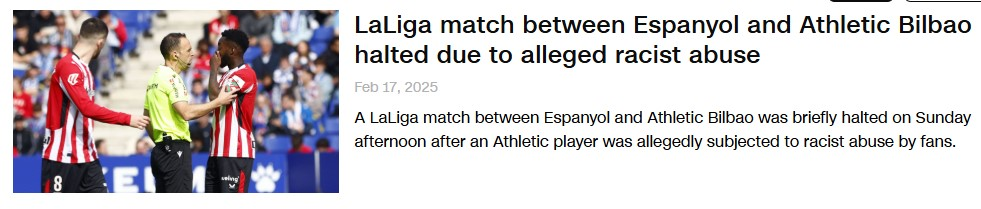 LaLiga match between Espanyol and Athletic Bilbao
halted due to alleged racist abuse
Feb 17, 2025
A LaLiga match between Espanyol and Athletic Bilbao was briefly halted on Sunday
afternoon after an Athletic player was allegedly subjected to racist abuse by fans.
8